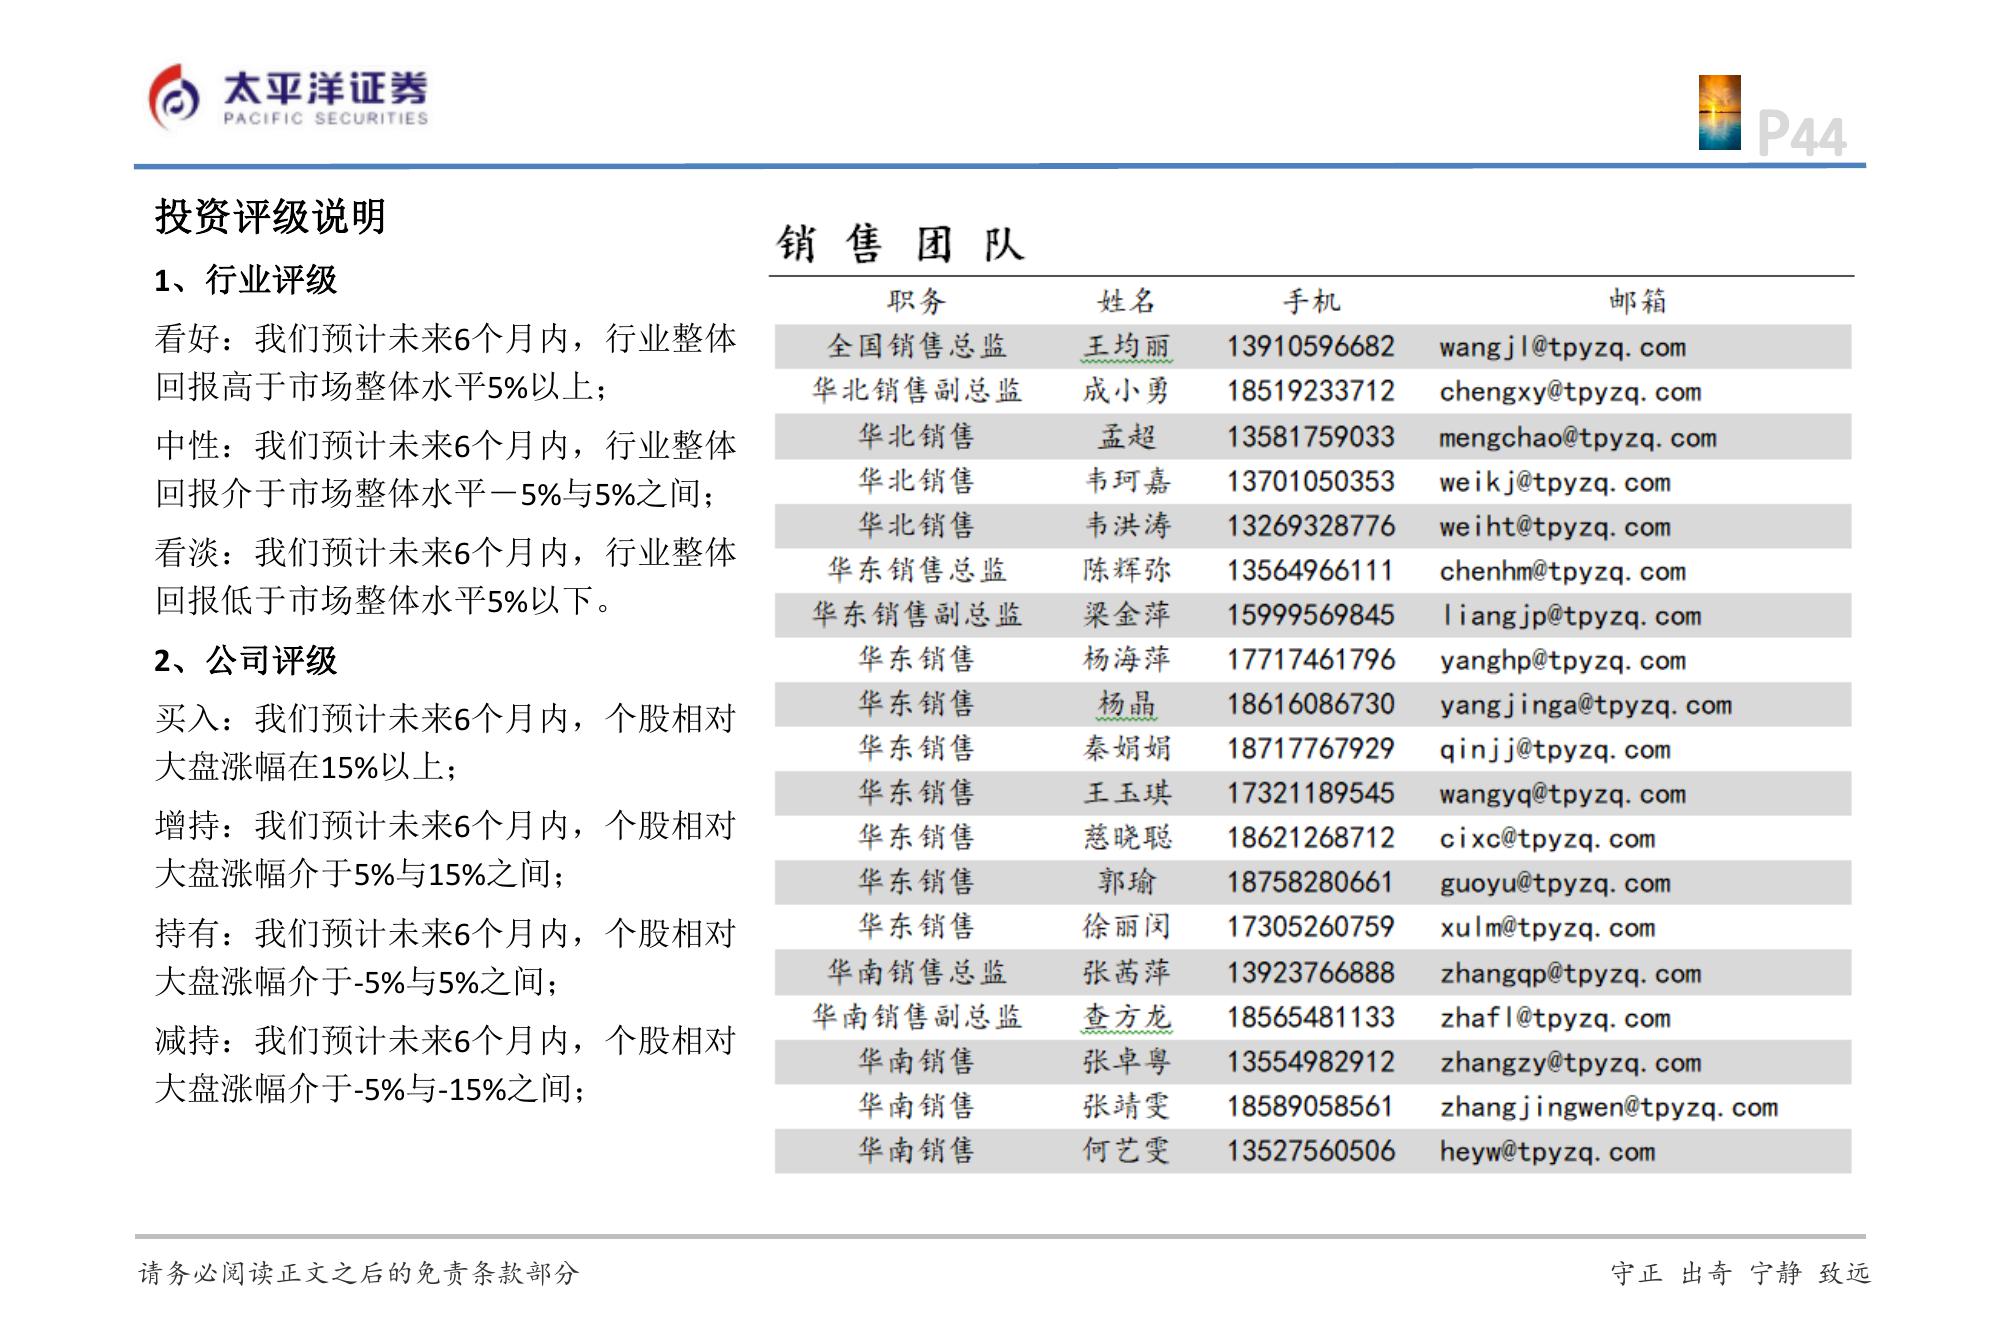 太平洋证券
PACIFIC SECURITIES
P44
投资评级说明
1、行业评级
看好：我们预计未来6个月内，行业整体
回报高于市场整体水平5%以上；
中性：我们预计未来6个月内，行业整体
回报介于市场整体水平－5%与5%之间；
看淡：我们预计未来6个月内，行业整体
回报低于市场整体水平5%以下。
2、公司评级
买入：我们预计未来6个月内，个股相对
大盘涨幅在15%以上；
增持：我们预计未来6个月内，个股相对
大盘涨幅介于5%与15%之间；
持有：我们预计未来6个月内，个股相对
大盘涨幅介于-5%与5%之间；
减持：我们预计未来6个月内，个股相对
大盘涨幅介于-5%与-15%之间；
销 售 团 队
职务 姓名 手机 邮箱
全国销售总监 王均丽 13910596682 wangjl@tpyzq.com
华北销售副总监 成小勇 18519233712 chengxy@tpyzq.com
华北销售 孟超 13581759033 mengchao@tpyzq.com
华北销售 韦珂嘉 13701050353 weikj@tpyzq.com
华北销售 韦洪涛 13269328776 weiht@tpyzq.com
华东销售总监 陈辉弥 13564966111 chenhm@tpyzq.com
华东销售副总监 梁金萍 15999569845 liangjp@tpyzq.com
华东销售 杨海萍 17717461796 yanghp@tpyzq.com
华东销售 杨晶 18616086730 yangjinga@tpyzq.com
华东销售 秦娟娟 18717767929 qinjj@tpyzq.com
华东销售 王玉琪 17321189545 wangyq@tpyzq.com
华东销售 慈晓聪 18621268712 cixc@tpyzq.com
华东销售 郭瑜 18758280661 guoyu@tpyzq.com
华东销售 徐丽闵 17305260759 xulm@tpyzq.com
华南销售总监 张茜萍 13923766888 zhangqp@tpyzq.com
华南销售副总监 查方龙 18565481133 zhafl@tpyzq.com
华南销售 张卓粤 13554982912 zhangzy@tpyzq.com
华南销售 张靖雯 18589058561 zhangjingwen@tpyzq.com
华南销售 何艺雯 13527560506 heyw@tpyzq.com
请务必阅读正文之后的免责条款部分
守正 出奇 宁静 致远